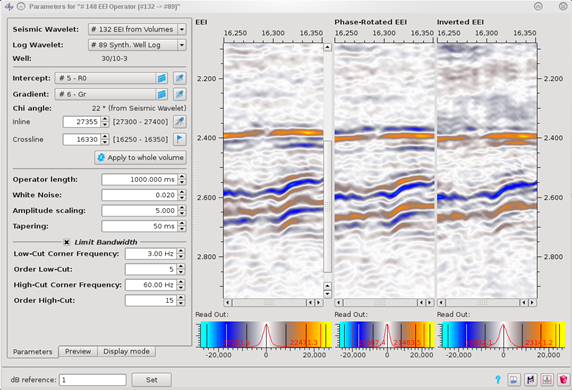 Parameters for "# 148 EEI Operator [#132 -> #89]"
Seismic Wavelet: # 132 EEI from Volumes
Log Wavelet: # 89 Synth. Well Log
Well: 30/10-3
Intercept: # 5 - R0
Gradient: # 6 - Gr
Chi angle: 22 ° (from Seismic Wavelet)
Inline 27355 [27300 - 27400]
Crossline 16330 [16250 - 16350]
Apply to whole volume
Operator length: 1000.000 ms
White Noise: 0.020
Amplitude scaling: 5.000
Tapering: 50 ms
Limit Bandwidth
Low-Cut Corner Frequency: 3.00 Hz
Order Low-Cut: 5
High-Cut Corner Frequency: 60.00 Hz
Order High-Cut: 15
Parameters Preview Display mode
dB reference: 1 Set
EEI Phase-Rotated EEI Inverted EEI
16,250 16,300 16,350 16,250 16,300 16,350 16,250 16,300 16,350
2.200 2.200
2.400 2.400
2.600 2.600
2.800 2.800
Read Out: Read Out: Read Out:
-20,000 20,000 -20,000 20,000 -20,000 20,000